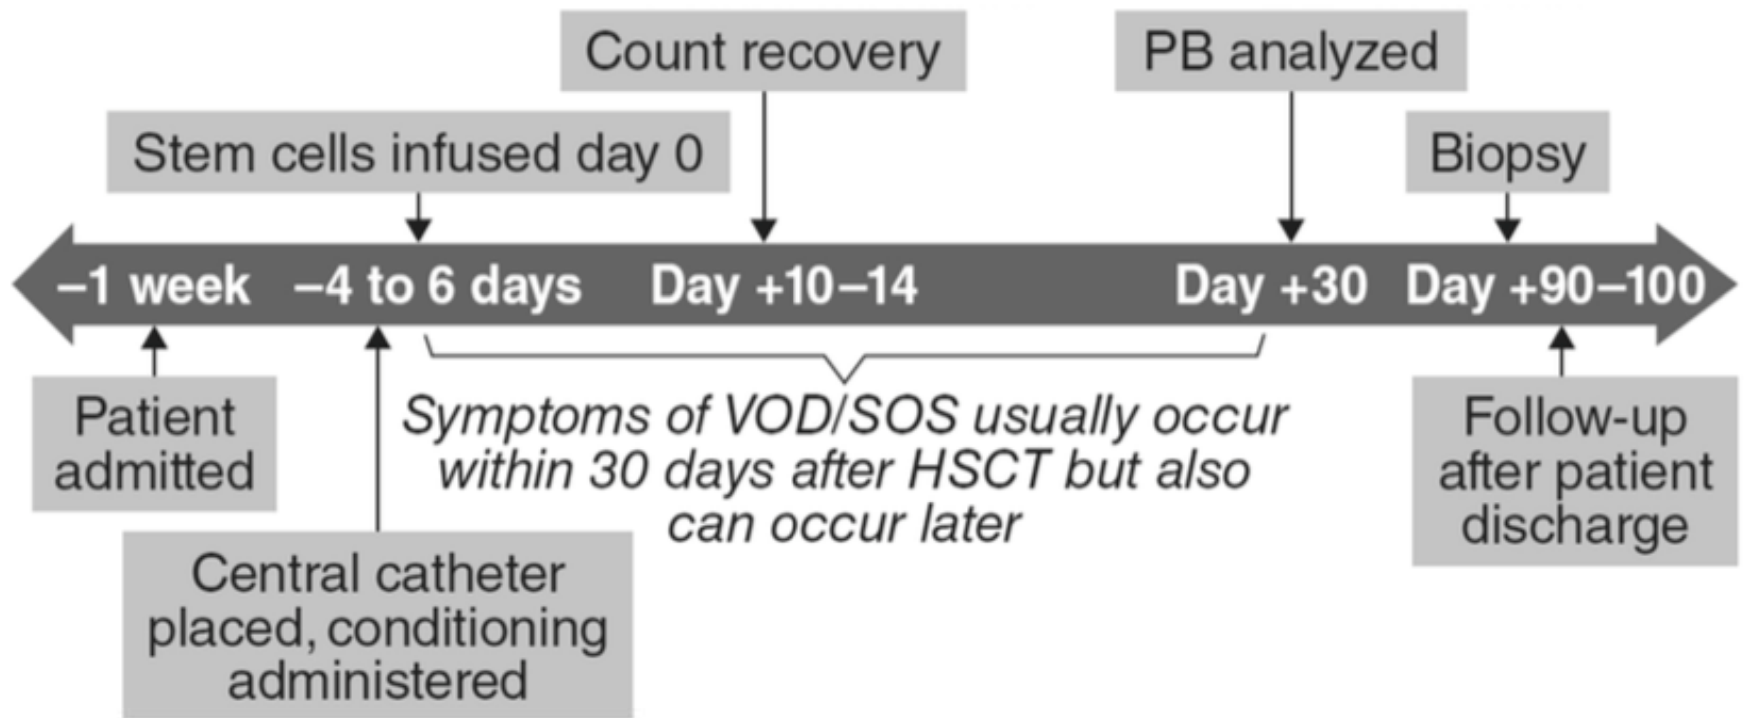 Count recovery
PB analyzed
Stem cells infused day 0
Biopsy
–1 week
–4 to 6 days
Day +10–14
Day +30
Day +90–100
Patient
admitted
Symptoms of VOD/SOS usually occur
within 30 days after HSCT but also
can occur later
Follow-up
after patient
discharge
Central catheter
placed, conditioning
administered